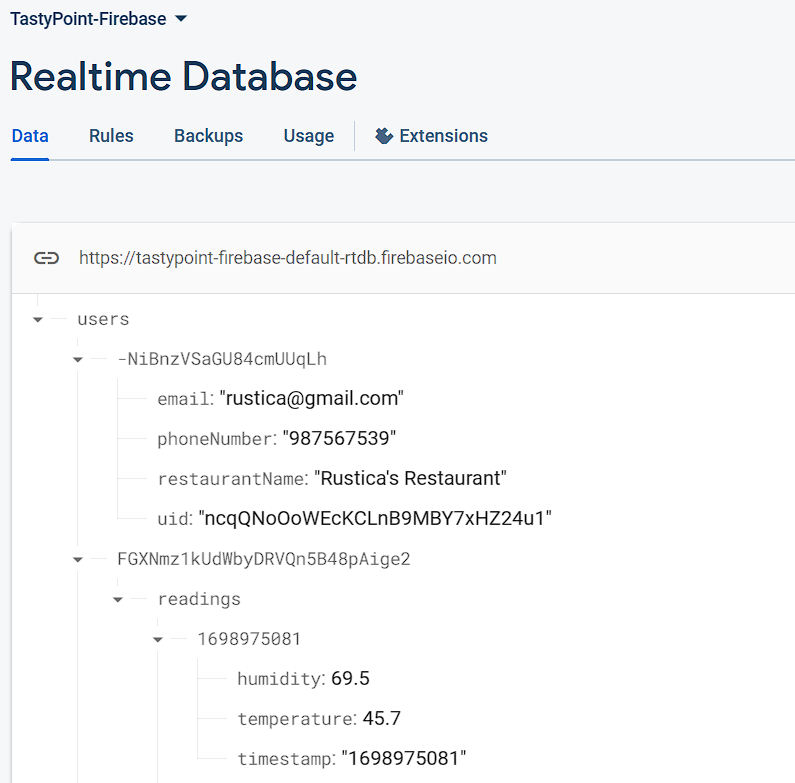 TastyPoint-Firebase
Realtime Database
Data Rules Backups Usage Extensions
https://tastypoint-firebase-default-rtdb.firebaseio.com
users
-NiBnzVSaGU84cmUUqLh
email: "rustica@gmail.com"
phoneNumber: "987567539"
restaurantName: "Rustica's Restaurant"
uid: "ncqQNoOoWEcKCLnB9MBY7xHZ24u1"
FGXNmz1kUdWbyDRVQn5B48pAige2
readings
1698975081
humidity: 69.5
temperature: 45.7
timestamp: "1698975081"